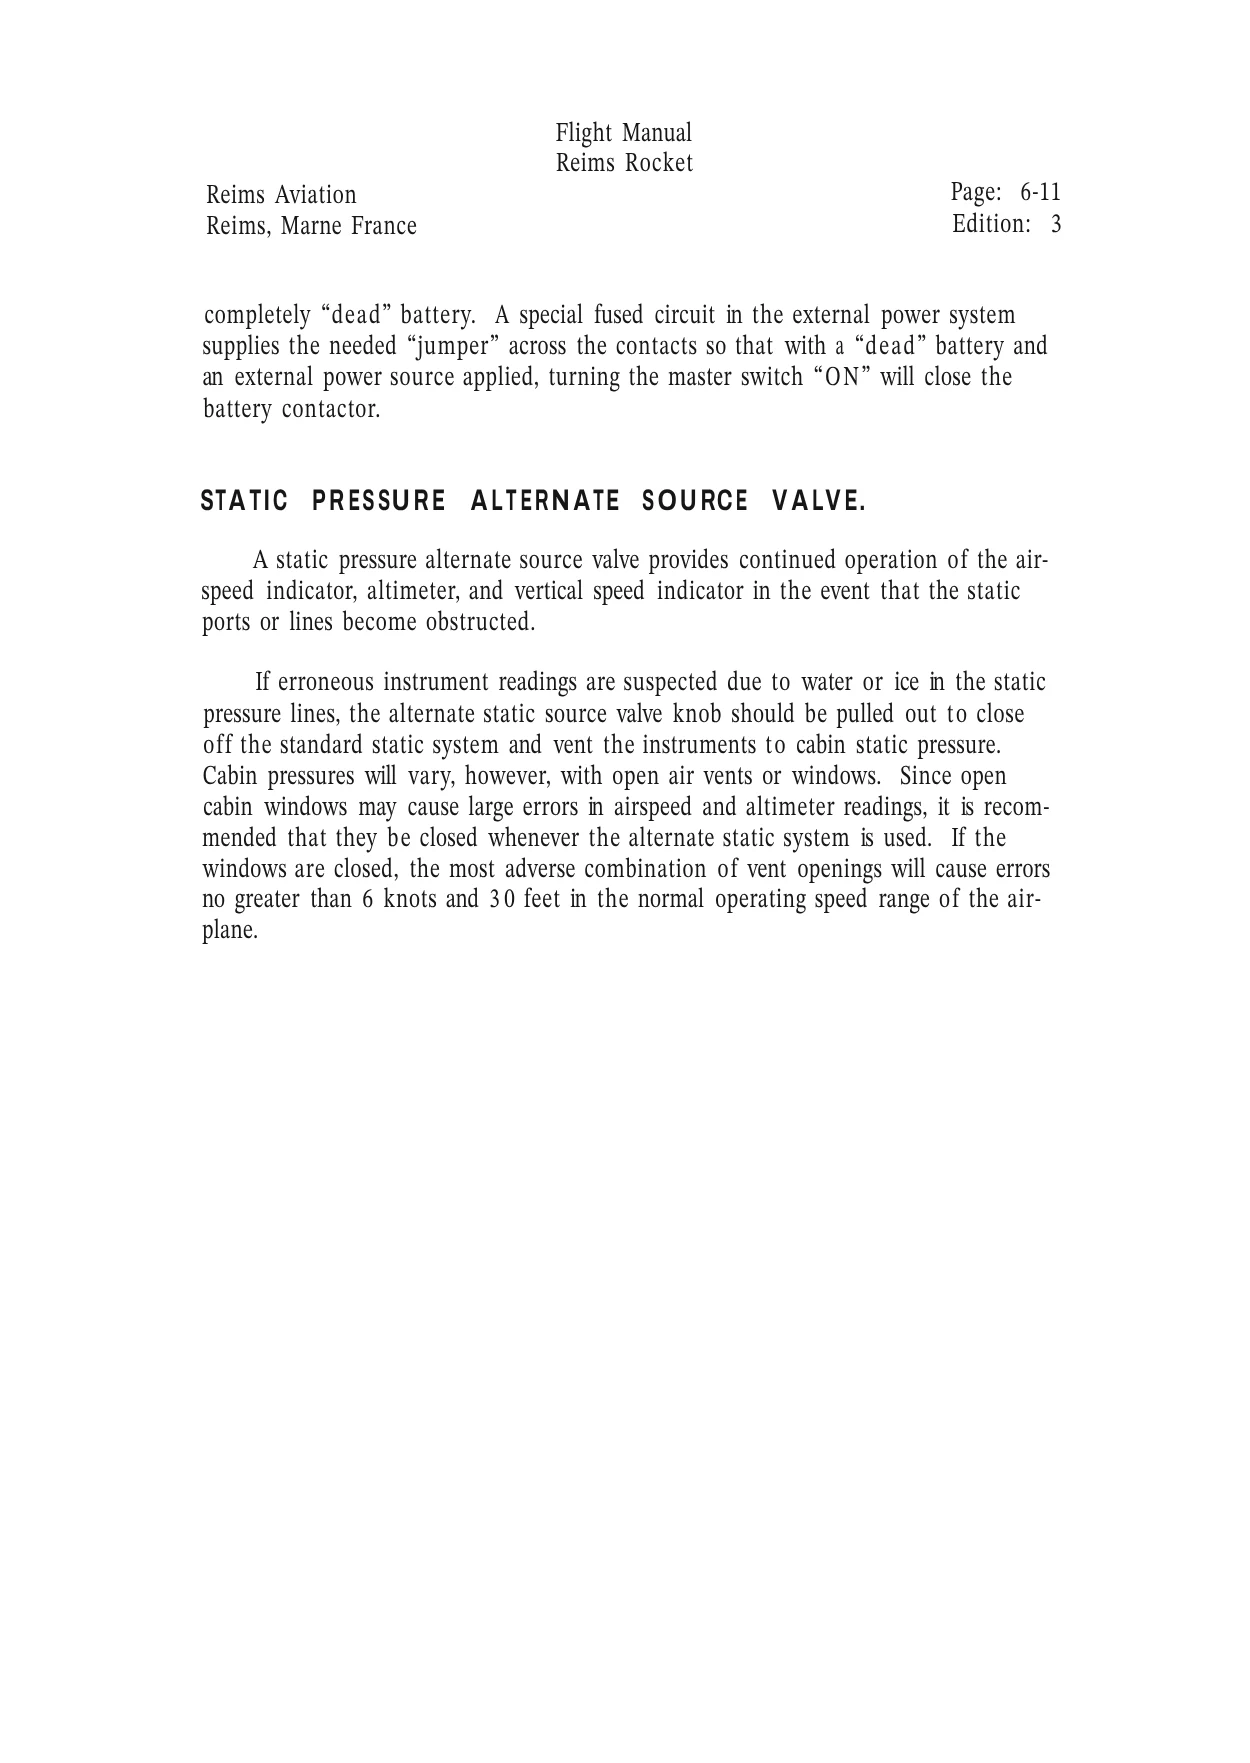 Flight Manual
Reims Rocket
Reims Aviation
Reims, Marne France
Page: 6-11
Edition: 3
completely “dead” battery. A special fused circuit in the external power system
supplies the needed “jumper” across the contacts so that with a “dead” battery and
an external power source applied, turning the master switch “ON” will close the
battery contactor.
STATIC PRESSURE ALTERNATE SOURCE VALVE.
A static pressure alternate source valve provides continued operation of the air-
speed indicator, altimeter, and vertical speed indicator in the event that the static
ports or lines become obstructed.
If erroneous instrument readings are suspected due to water or ice in the static
pressure lines, the alternate static source valve knob should be pulled out to close
off the standard static system and vent the instruments to cabin static pressure.
Cabin pressures will vary, however, with open air vents or windows. Since open
cabin windows may cause large errors in airspeed and altimeter readings, it is recom-
mended that they be closed whenever the alternate static system is used. If the
windows are closed, the most adverse combination of vent openings will cause errors
no greater than 6 knots and 30 feet in the normal operating speed range of the air-
plane.